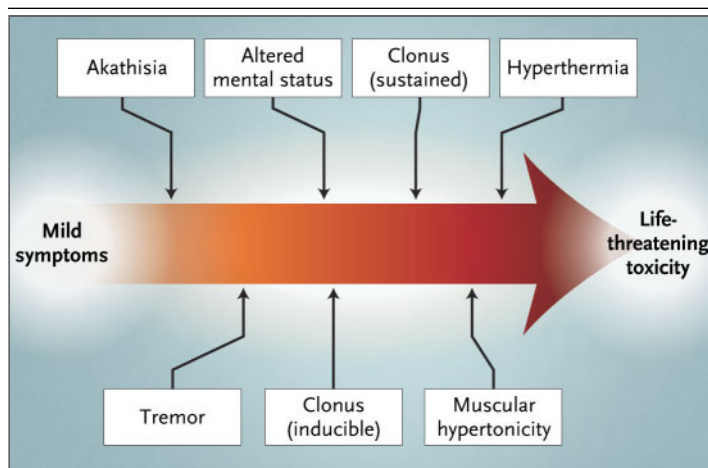 Akathisia
Altered
mental status
Clonus
(sustained)
Hyperthermia
Mild
symptoms
Life-
threatening
toxicity
Tremor
Clonus
(inducible)
Muscular
hypertonicity